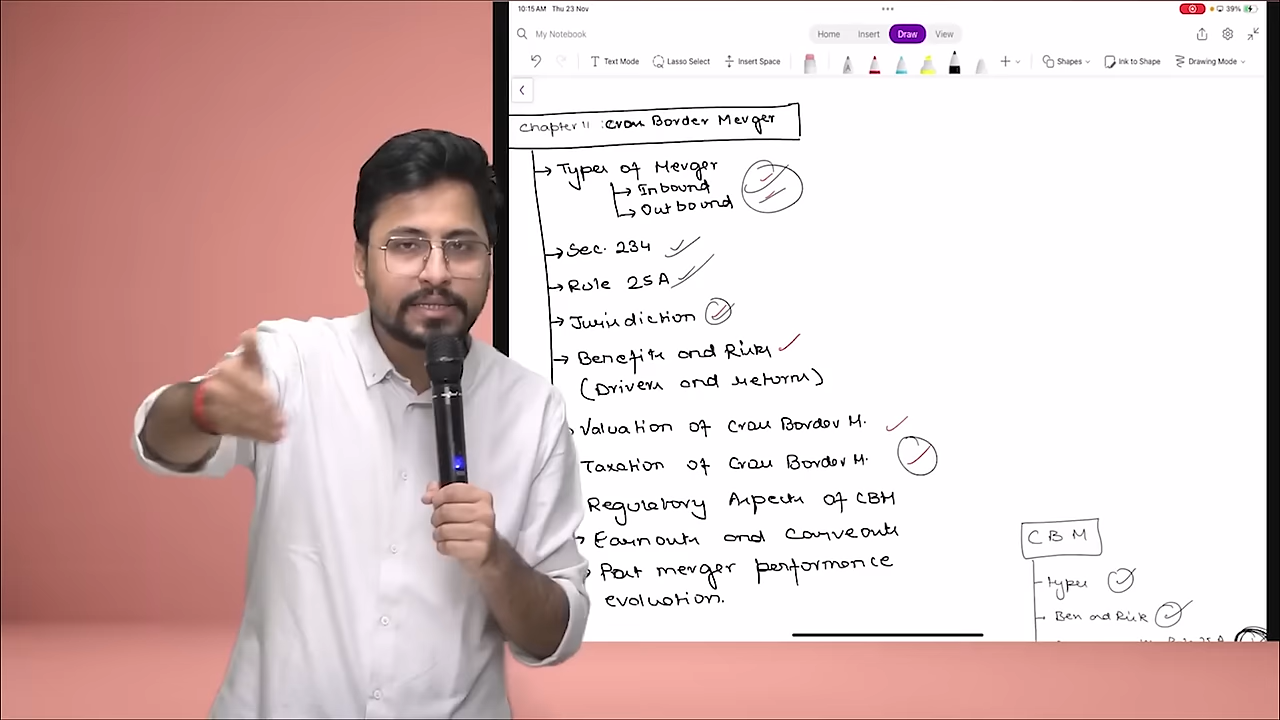 10:15 AM Thu 23 Nov
39%
My Notebook
Home Insert Draw View
Text Mode Lasso Select Insert Space Shapes Ink to Shape Drawing Mode
Chapter 11 : Cross Border Merger
Types of Merger
Inbound
Outbound
Sec. 234
Rule 25A
Jurisdiction
Benefits and Risks
(Drivers and returns)
Valuation of Cross Border M.
Taxation of Cross Border M.
Regulatory Aspects of CBM
Earnouts and Carveouts
Post merger performance
evaluation.
CBM
Types
Ben and Risk
Rule 25A